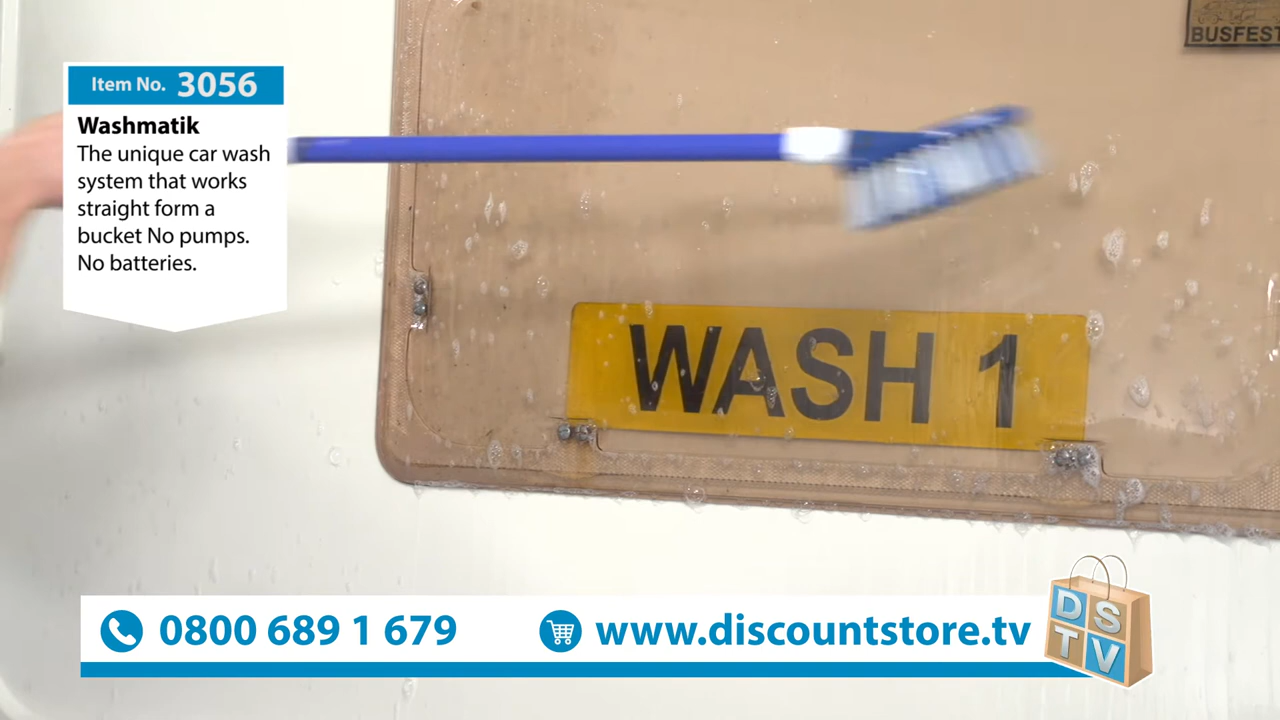 BUSFEST
Item No. 3056
Washmatik
The unique car wash
system that works
straight form a
bucket No pumps.
No batteries.
WASH 1
0800 689 1 679
www.discountstore.tv
DS
TV